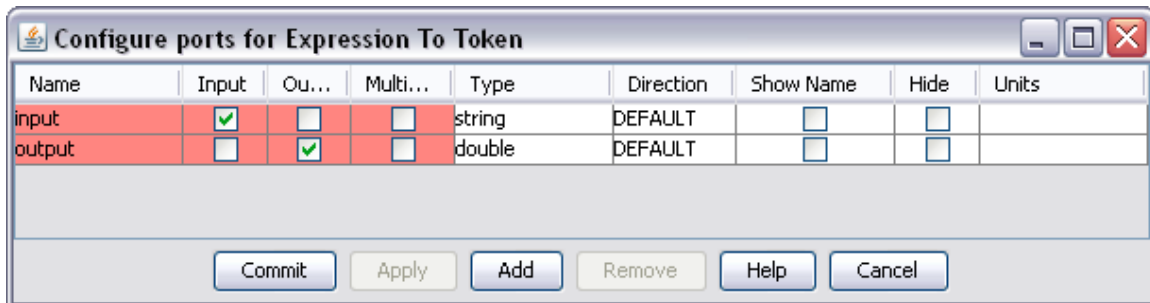 Configure ports for Expression To Token
Name Input Ou... Multi... Type Direction Show Name Hide Units
input string DEFAULT
output double DEFAULT
Commit Apply Add Remove Help Cancel